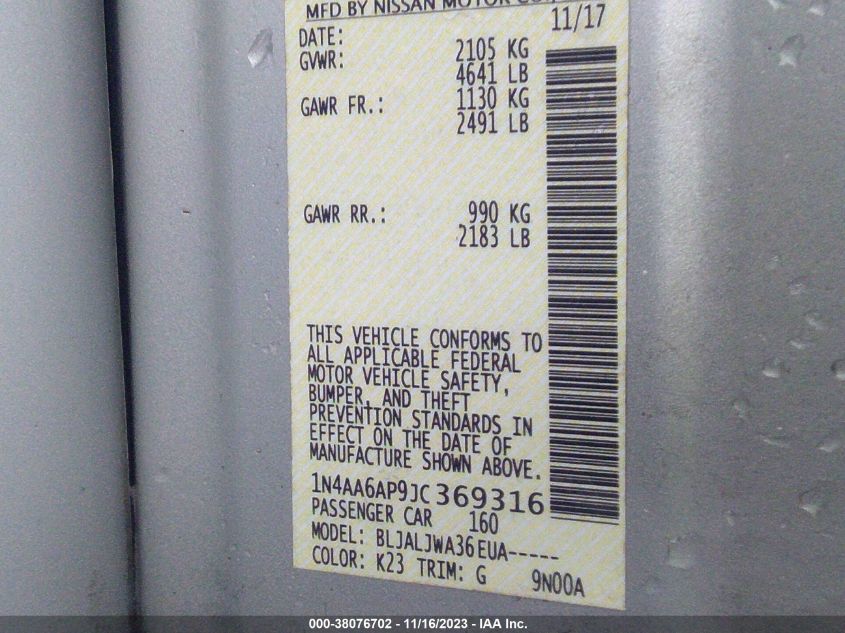 MFD BY NISSAN MOTOR CO.
DATE: 11/17
GVWR: 2105 KG
4641 LB
GAWR FR.: 1130 KG
2491 LB
GAWR RR.: 990 KG
2183 LB
THIS VEHICLE CONFORMS TO
ALL APPLICABLE FEDERAL
MOTOR VEHICLE SAFETY,
BUMPER, AND THEFT
PREVENTION STANDARDS IN
EFFECT ON THE DATE OF
MANUFACTURE SHOWN ABOVE.
1N4AA6AP9JC369316
PASSENGER CAR 160
MODEL: BLJALJWA36EUA-----
COLOR: K23 TRIM: G 9N00A
000-38076702 - 11/16/2023 - IAA Inc.